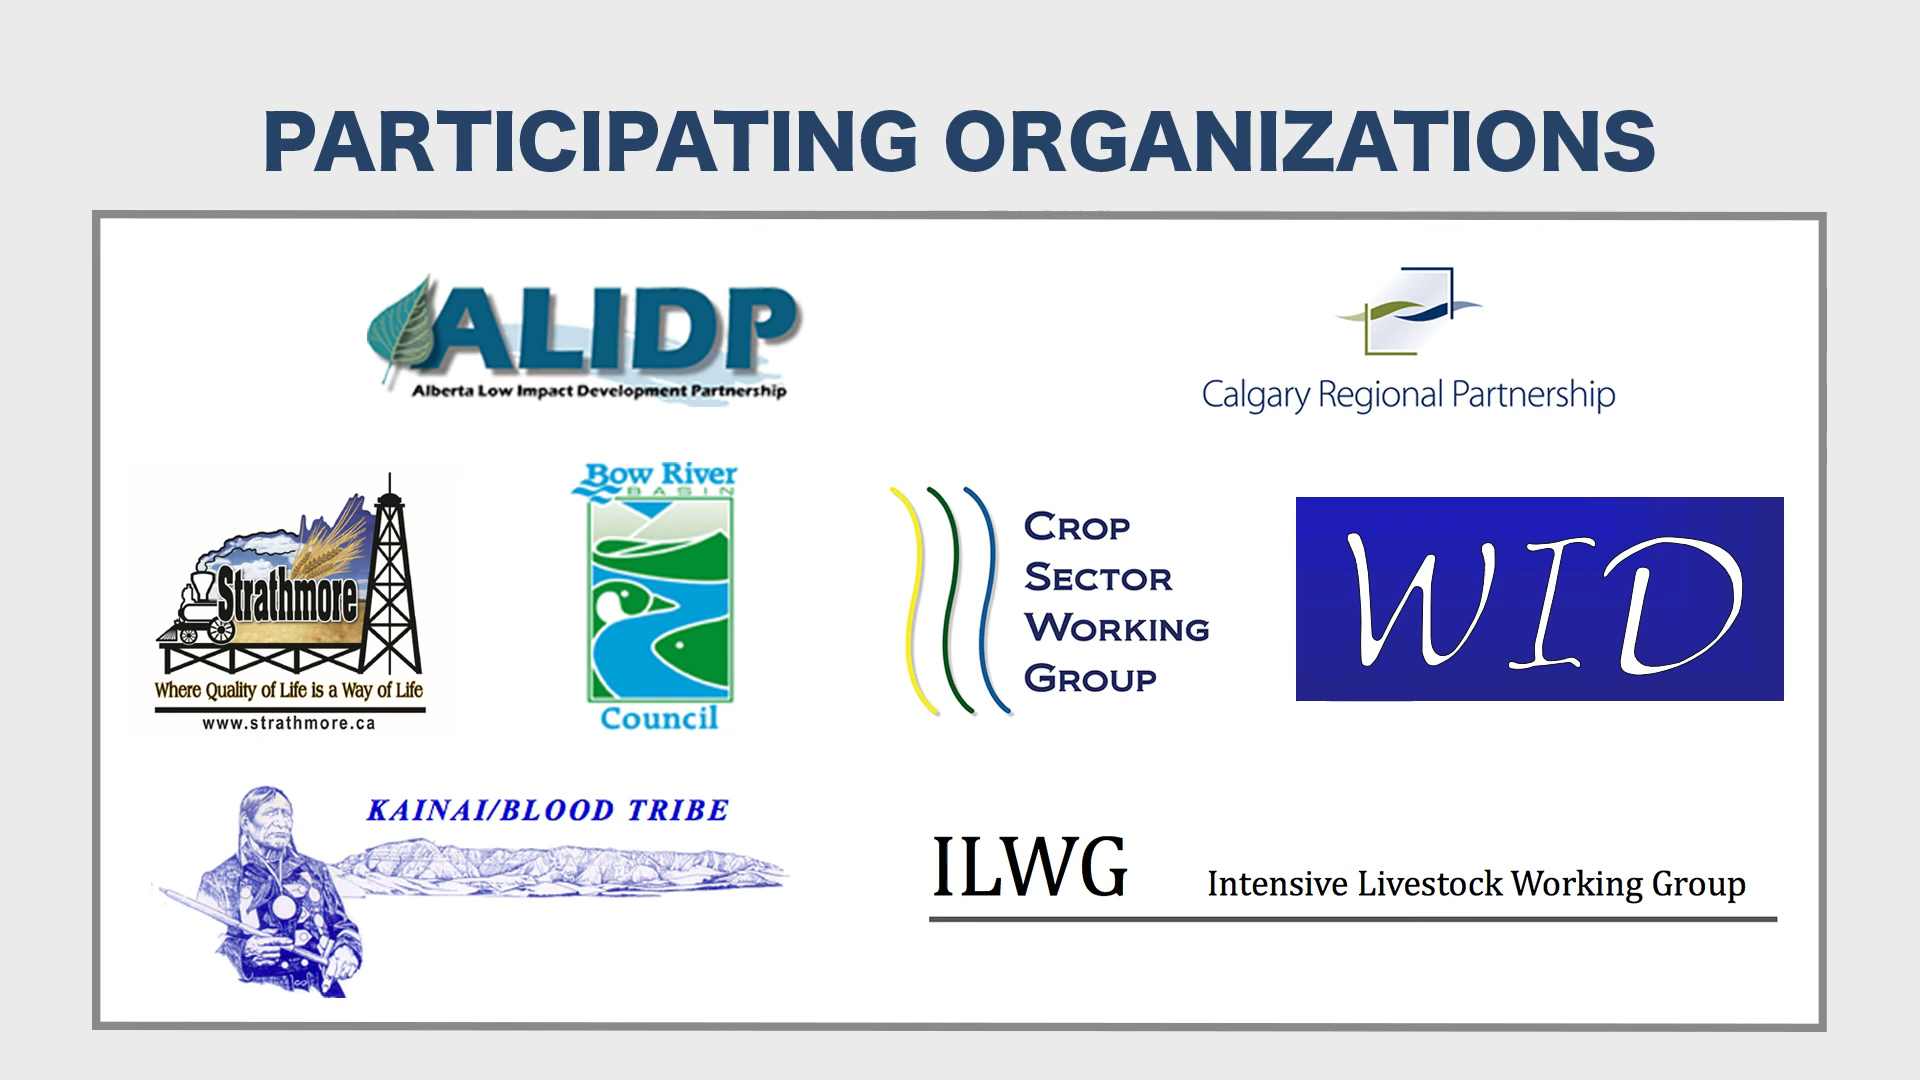 PARTICIPATING ORGANIZATIONS
ALIDP
Alberta Low Impact Development Partnership
Calgary Regional Partnership
Strathmore
Where Quality of Life is a Way of Life
www.strathmore.ca
Bow River
BASIN
Council
CROP
SECTOR
WORKING
GROUP
WID
KAINAI/BLOOD TRIBE
ILWG
Intensive Livestock Working Group